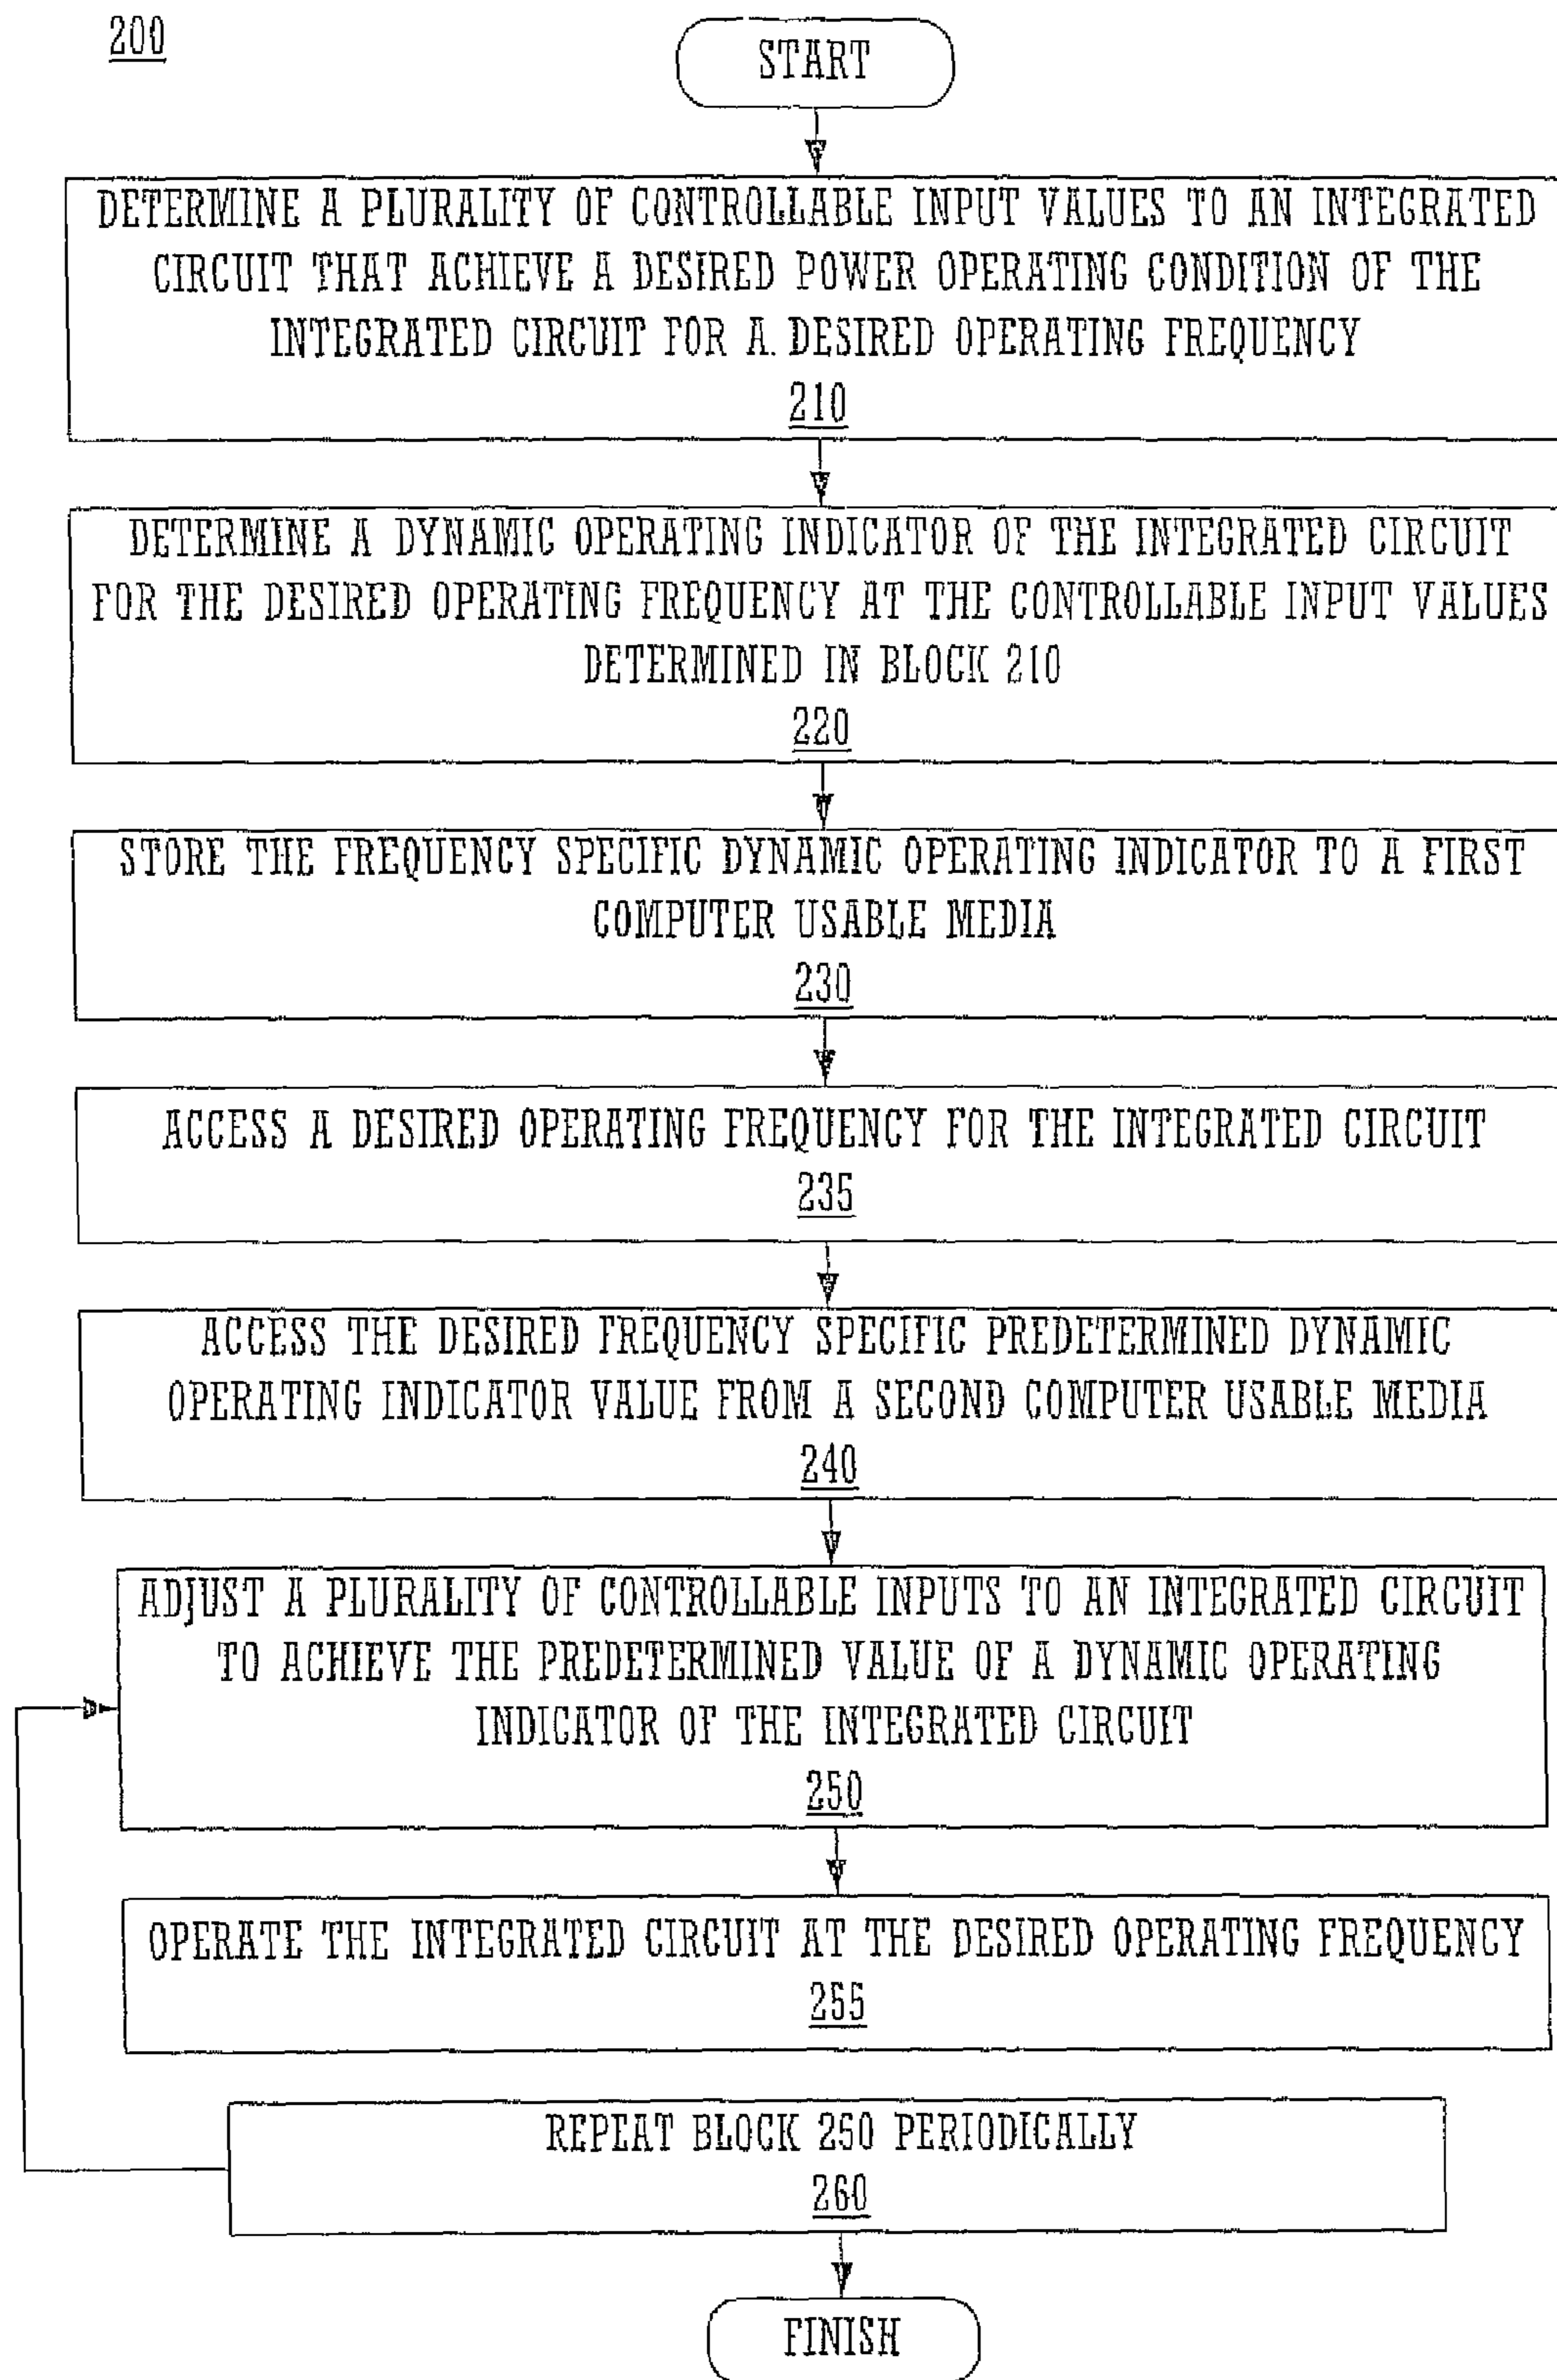 200
START
DETERMINE A PLURALITY OF CONTROLLABLE INPUT VALUES TO AN INTEGRATED
CIRCUIT THAT ACHIEVE A DESIRED POWER OPERATING CONDITION OF THE
INTEGRATED CIRCUIT FOR A. DESIRED OPERATING FREQUENCY
210
DETERMINE A DYNAMIC OPERATING INDICATOR OF THE INTEGRATED CIRCUIT
FOR THE DESIRED OPERATING FREQUENCY AT THE CONTROLLABLE INPUT VALUES
DETERMINED IN BLOCK 210
220
STORE THE FREQUENCY SPECIFIC DYNAMIC OPERATING INDICATOR TO A FIRST
COMPUTER USABLE MEDIA
230
ACCESS A DESIRED OPERATING FREQUENCY FOR THE INTEGRATED CIRCUIT
235
ACCESS THE DESIRED FREQUENCY SPECIFIC PREDETERMINED DYNAMIC
OPERATING INDICATOR VALUE FROM A SECOND COMPUTER USABLE MEDIA
240
ADJUST A PLURALITY OF CONTROLLABLE INPUTS TO AN INTEGRATED CIRCUIT
TO ACHIEVE THE PREDETERMINED VALUE OF A DYNAMIC OPERATING
INDICATOR OF THE INTEGRATED CIRCUIT
250
OPERATE THE INTEGRATED CIRCUIT AT THE DESIRED OPERATING FREQUENCY
255
REPEAT BLOCK 250 PERIODICALLY
260
FINISH